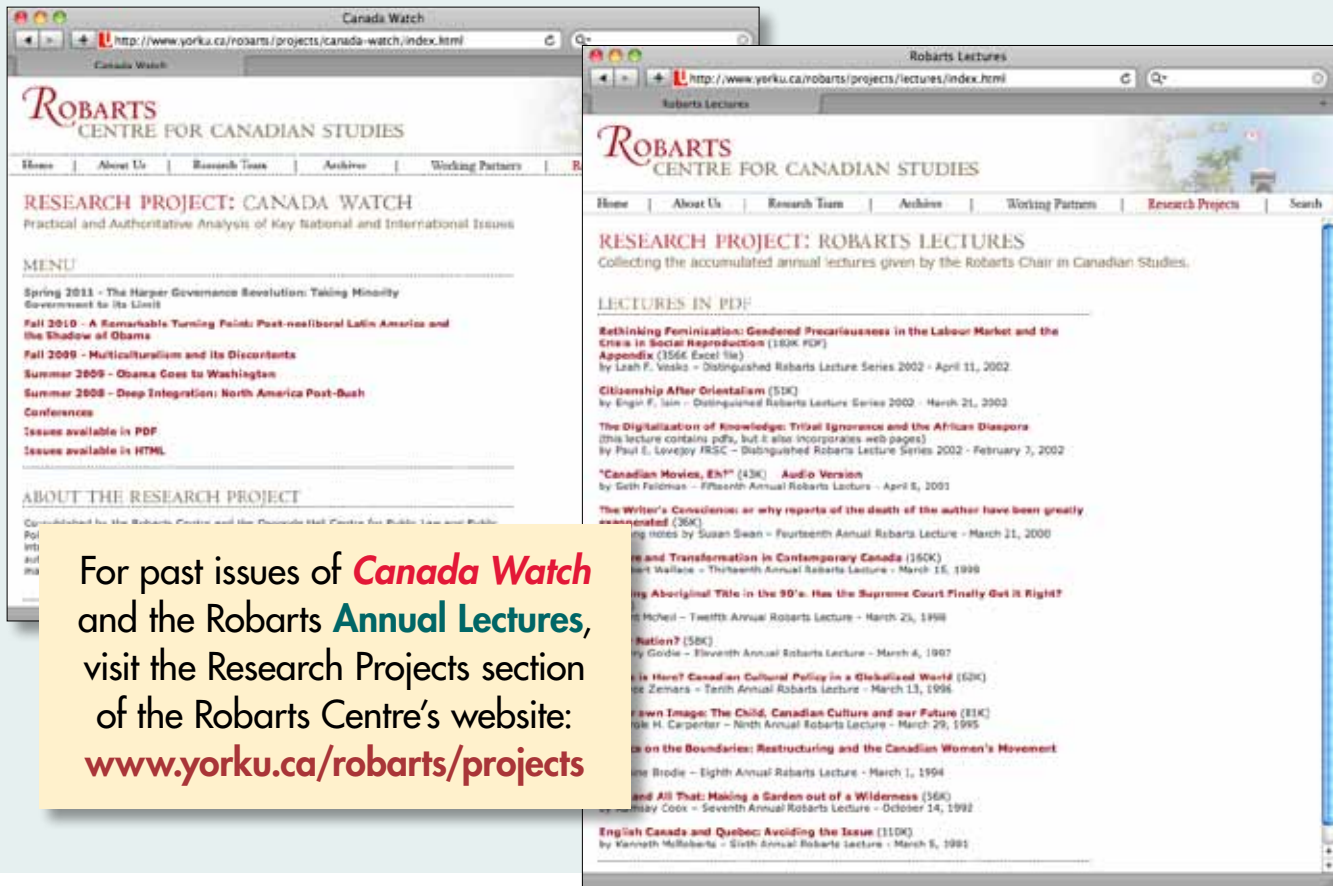 Canada Watch
http://www.yorku.ca/robarts/projects/canada-watch/index.html
Canada Watch
ROBARTS
CENTRE FOR CANADIAN STUDIES
Home | About Us | Research Team | Archives | Working Partners |
RESEARCH PROJECT: CANADA WATCH
Practical and Authoritative Analysis of Key National and International Issues
MENU
Spring 2011 - The Harper Governance Revolution: Taking Minority
Government to its Limit
Fall 2010 - A Remarkable Turning Point: Post-neoliberal Latin America and
the Shadow of Obama
Fall 2009 - Multiculturalism and its Discontents
Summer 2009 - Obama Goes to Washington
Summer 2008 - Deep Integration: North America Post-Bush
Conferences
Issues available in PDF
Issues available in HTML
ABOUT THE RESEARCH PROJECT
For past issues of Canada Watch
and the Robarts Annual Lectures,
visit the Research Projects section
of the Robarts Centre's website:
www.yorku.ca/robarts/projects
Robarts Lectures
http://www.yorku.ca/robarts/projects/lectures/index.html
Robarts Lectures
ROBARTS
CENTRE FOR CANADIAN STUDIES
Home | About Us | Research Team | Archives | Working Partners | Research Projects | Search
RESEARCH PROJECT: ROBARTS LECTURES
Collecting the accumulated annual lectures given by the Robarts Chair in Canadian Studies.
LECTURES IN PDF
Rethinking Feminization: Gendered Precariousness in the Labour Market and the
Crisis in Social Reproduction (183K PDF)
Appendix (356K Excel file)
by Leah F. Vosko - Distinguished Robarts Lecture Series 2002 - April 11, 2002
Citizenship After Orientalism (51K)
by Engin F. Isin - Distinguished Robarts Lecture Series 2002 - March 21, 2002
The Digitalization of Knowledge: Tribal Ignorance and the African Diaspora
(this lecture contains pdfs, but it also incorporates web pages)
by Paul E. Lovejoy FRSC - Distinguished Robarts Lecture Series 2002 - February 7, 2002
"Canadian Movies, Eh?" (43K) Audio Version
by Seth Feldman - Fifteenth Annual Robarts Lecture - April 5, 2001
The Writer's Conscience: or why reports of the death of the author have been greatly
exaggerated (36K)
notes by Susan Swan - Fourteenth Annual Robarts Lecture - March 21, 2000
and Transformation in Contemporary Canada (160K)
Wallace - Thirteenth Annual Robarts Lecture - March 15, 1999
Aboriginal Title in the 90's: Has the Supreme Court Finally Got it Right?
McNeil - Twelfth Annual Robarts Lecture - March 25, 1998
Nation? (58K)
Goldie - Eleventh Annual Robarts Lecture - March 4, 1997
is Here? Canadian Cultural Policy in a Globalised World (62K)
Zemans - Tenth Annual Robarts Lecture - March 13, 1996
own Image: The Child, Canadian Culture and our Future (81K)
H. Carpenter - Ninth Annual Robarts Lecture - March 29, 1995
on the Boundaries: Restructuring and the Canadian Women's Movement
Brodie - Eighth Annual Robarts Lecture - March 1, 1994
and All That: Making a Garden out of a Wilderness (56K)
by Ramsay Cook - Seventh Annual Robarts Lecture - October 14, 1992
English Canada and Quebec: Avoiding the Issue (110K)
by Kenneth McRoberts - Sixth Annual Robarts Lecture - March 5, 1991